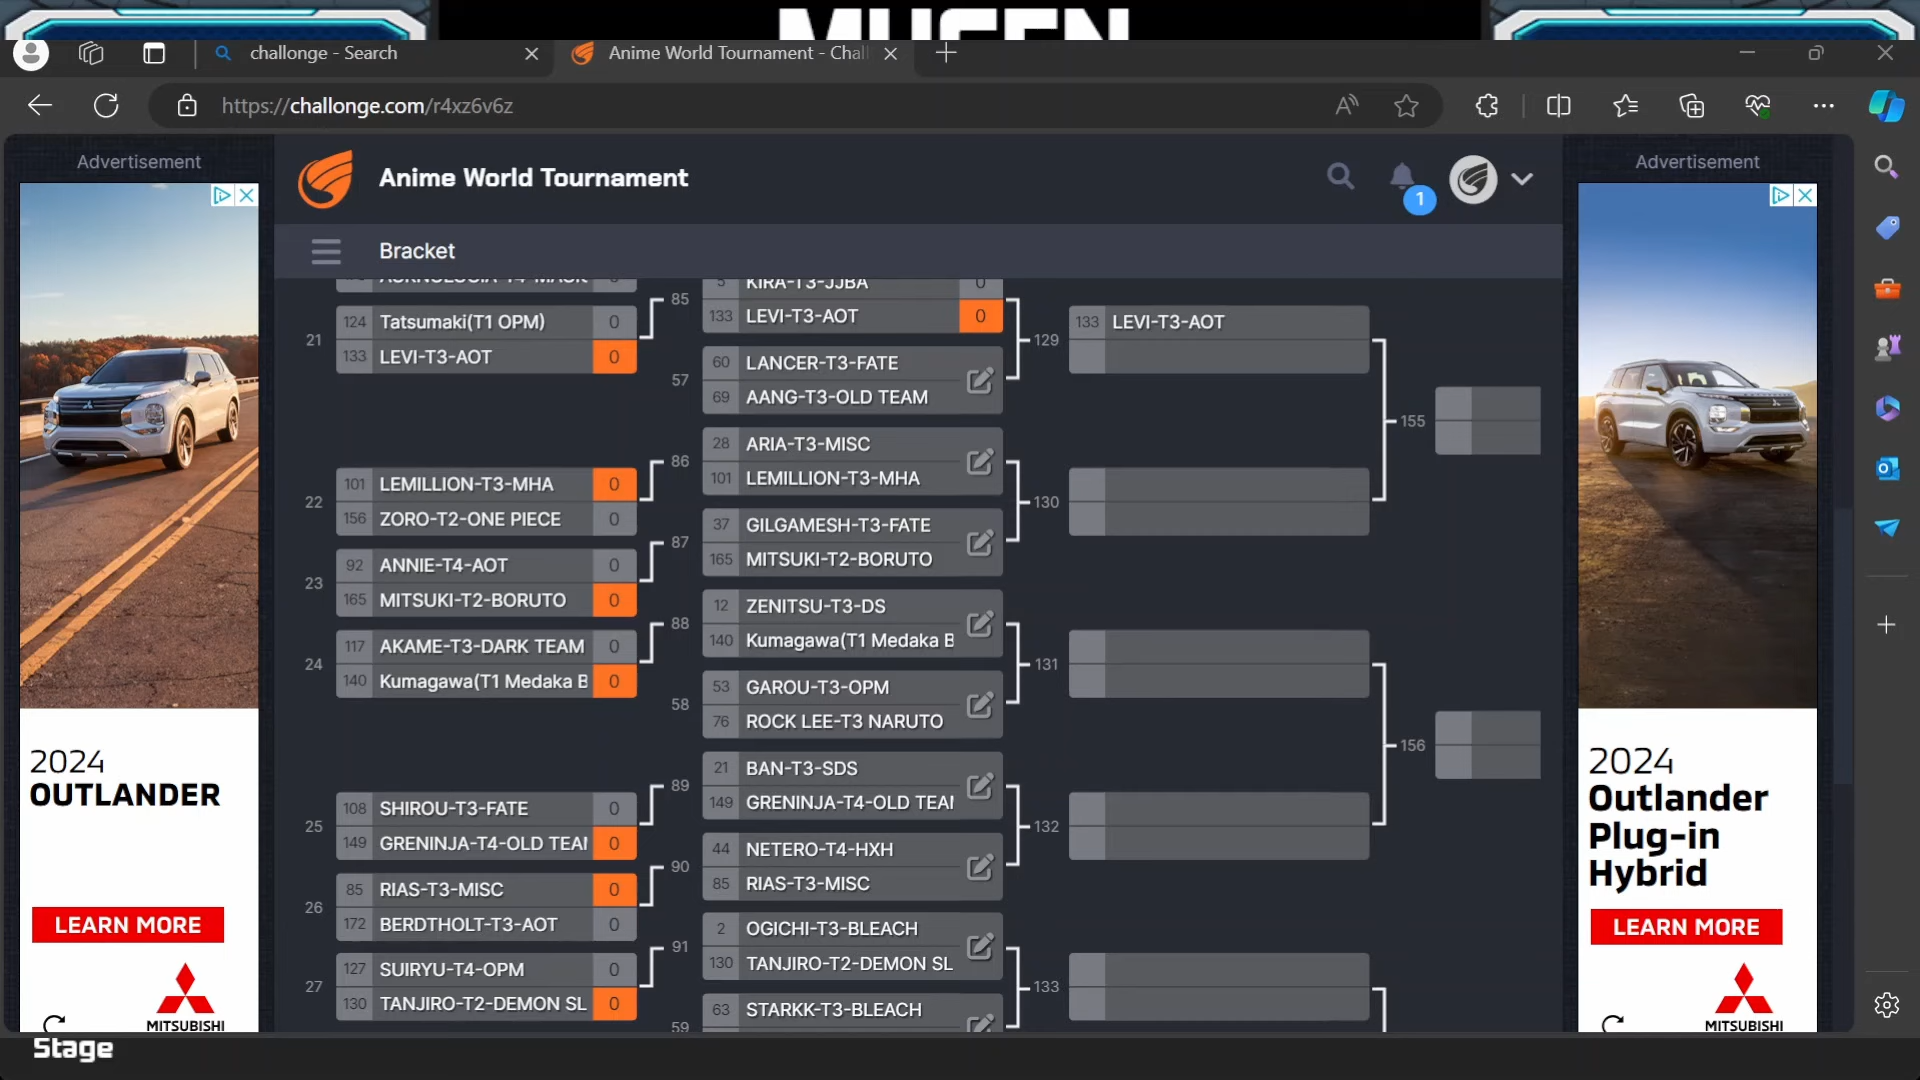 MUGEN
challonge - Search
Anime World Tournament - Chal
https://challonge.com/r4xz6v6z
Advertisement
Anime World Tournament
1
Advertisement
Bracket
21
124 Tatsumaki(T1 OPM) 0
133 LEVI-T3-AOT 0
22
101 LEMILLION-T3-MHA 0
156 ZORO-T2-ONE PIECE 0
23
92 ANNIE-T4-AOT 0
165 MITSUKI-T2-BORUTO 0
24
117 AKAME-T3-DARK TEAM 0
140 Kumagawa(T1 Medaka B 0
25
108 SHIROU-T3-FATE 0
149 GRENINJA-T4-OLD TEA 0
26
85 RIAS-T3-MISC 0
172 BERDTHOLT-T3-AOT 0
27
127 SUIRYU-T4-OPM 0
130 TANJIRO-T2-DEMON SL 0
85
5 KIRA-T3-JJBA 0
133 LEVI-T3-AOT 0
57
60 LANCER-T3-FATE
69 AANG-T3-OLD TEAM
86
28 ARIA-T3-MISC
101 LEMILLION-T3-MHA
87
37 GILGAMESH-T3-FATE
165 MITSUKI-T2-BORUTO
88
12 ZENITSU-T3-DS
140 Kumagawa(T1 Medaka B
58
53 GAROU-T3-OPM
76 ROCK LEE-T3 NARUTO
89
21 BAN-T3-SDS
149 GRENINJA-T4-OLD TEA
90
44 NETERO-T4-HXH
85 RIAS-T3-MISC
91
2 OGICHI-T3-BLEACH
130 TANJIRO-T2-DEMON SL
59
63 STARKK-T3-BLEACH
129
133 LEVI-T3-AOT
130
131
132
133
155
156
2024
OUTLANDER
LEARN MORE
MITSUBISHI
2024
Outlander
Plug-in
Hybrid
LEARN MORE
MITSUBISHI
Stage